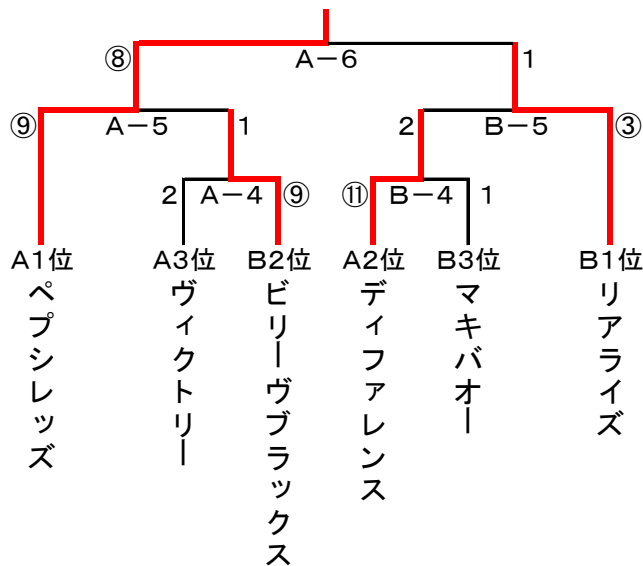 ⑧ A-6 1
⑨ A-5 1 2 B-5 ③
2 A-4 ⑨ ⑪ B-4 1
A1位 A3位 B2位 A2位 B3位 B1位
ペプシレッズ
ヴィクトリー
ビリーヴブラックス
ディファレンス
マキバオー
リアライズ